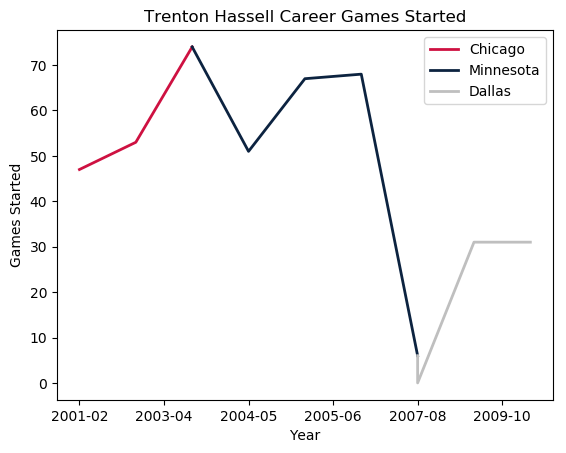 Trenton Hassell Career Games Started
Chicago
Minnesota
Dallas
Games Started
70
60
50
40
30
20
10
0
2001-02 2003-04 2004-05 2005-06 2007-08 2009-10
Year